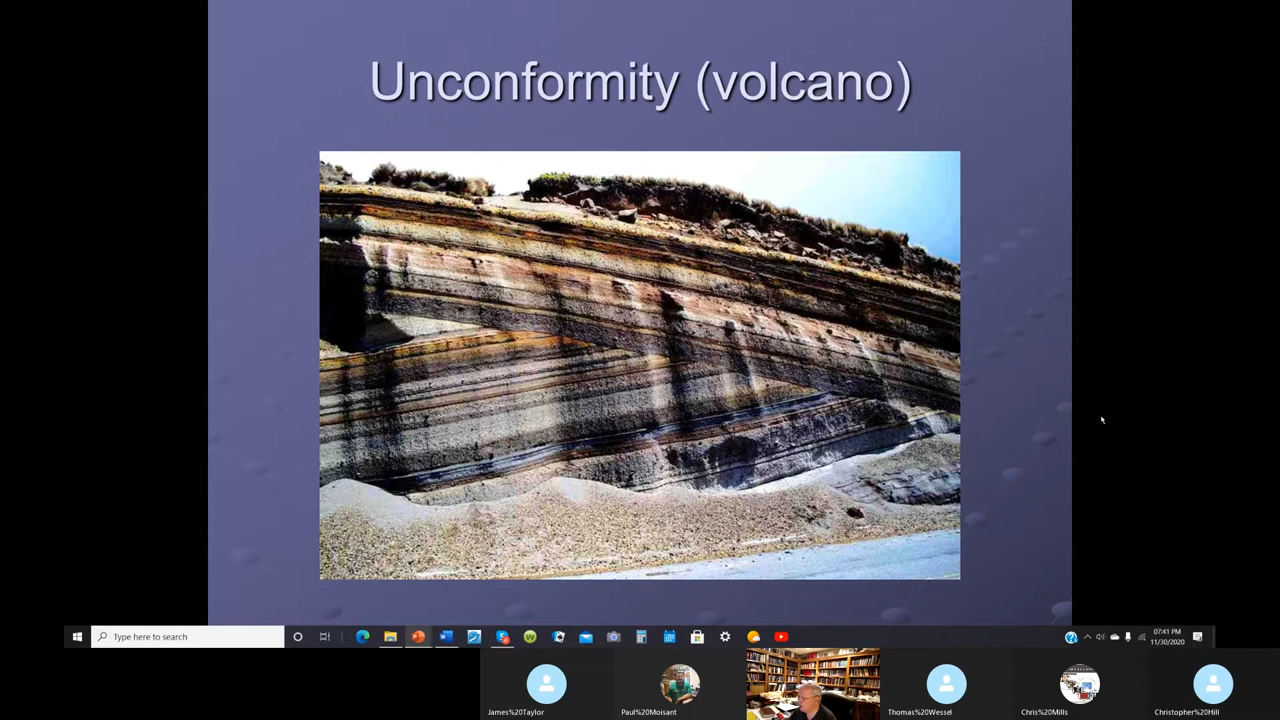 Unconformity (volcano)
Type here to search
07:41 PM
11/30/2020
James%20Taylor
Paul%20Moisant
Thomas%20Wessel
Chris%20Mills
Christopher%20Hill